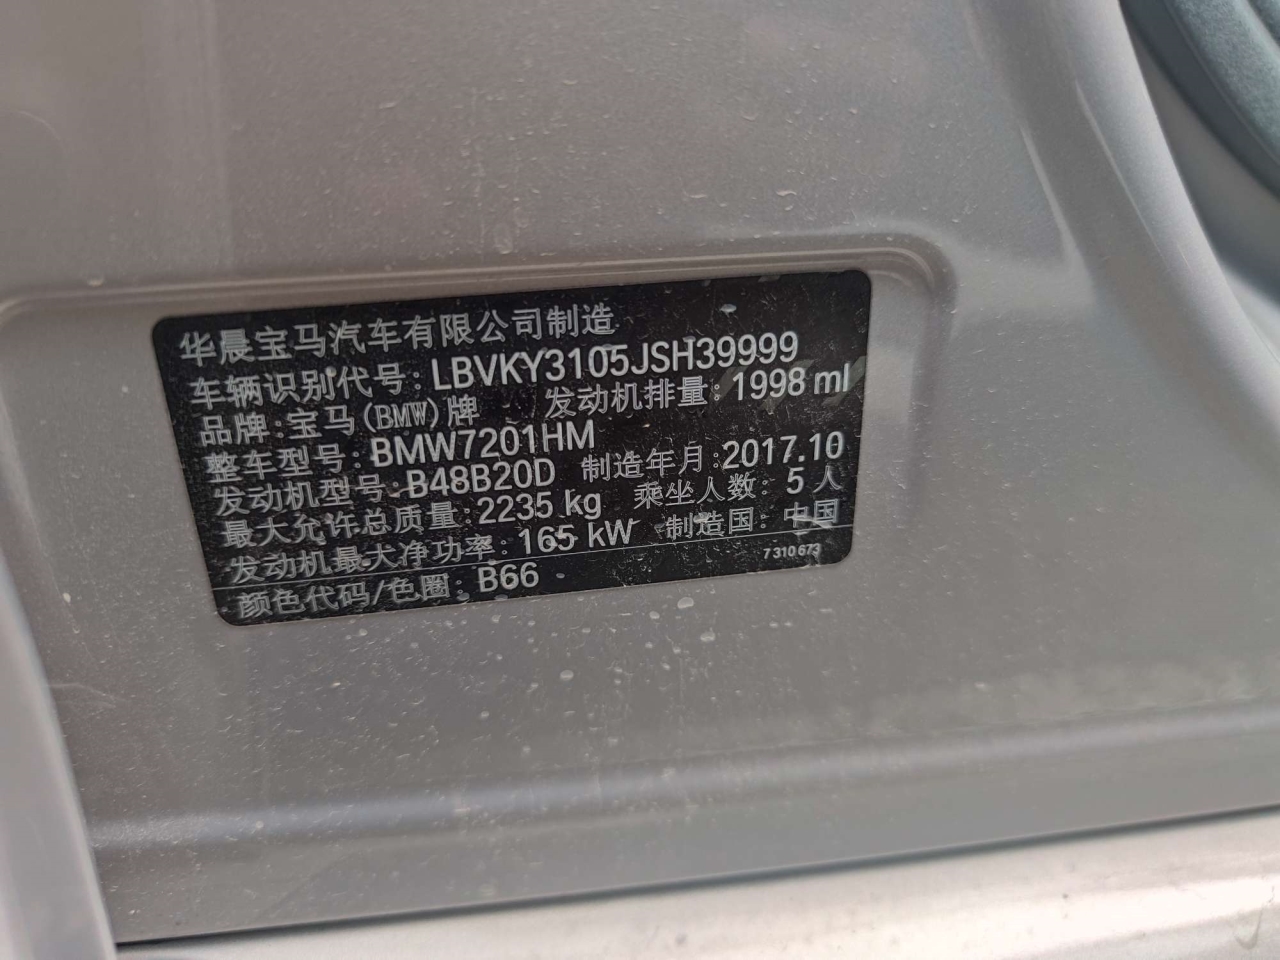 华晨宝马汽车有限公司制造
车辆识别代号: LBVKY3105JSH39999
品牌: 宝马(BMW)牌 发动机排量: 1998 ml
整车型号: BMW7201HM
发动机型号: B48B20D 制造年月: 2017.10
最大允许总质量: 2235 kg 乘坐人数: 5 人
发动机最大净功率: 165 kW 制造国: 中国
颜色代码/色圈: B66
7 310 673